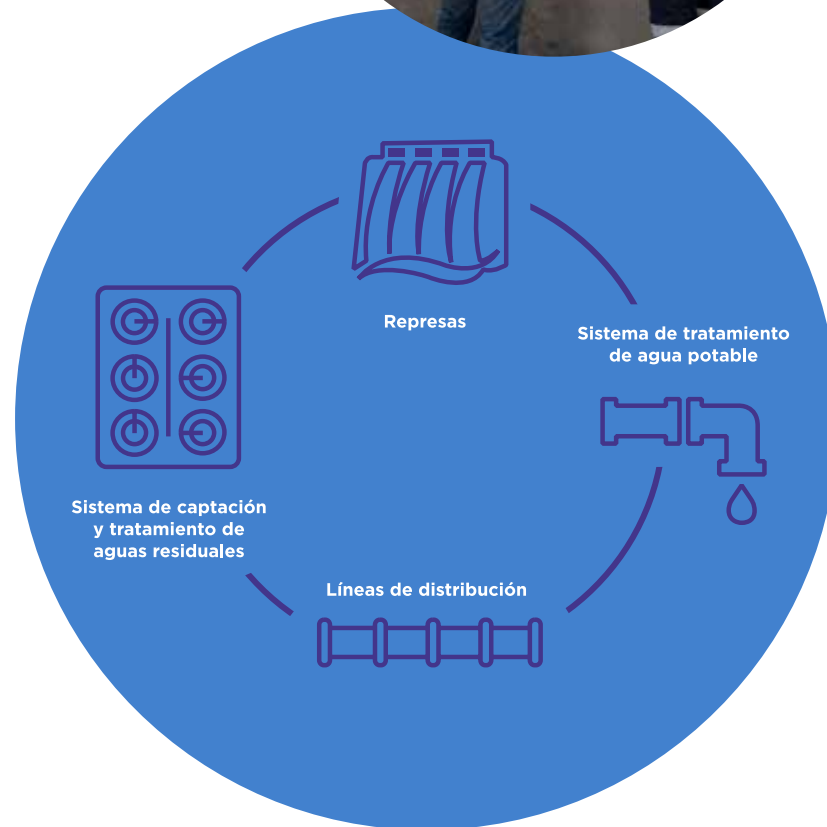 Represas
Sistema de tratamiento
de agua potable
Sistema de captación
y tratamiento de
aguas residuales
Líneas de distribución